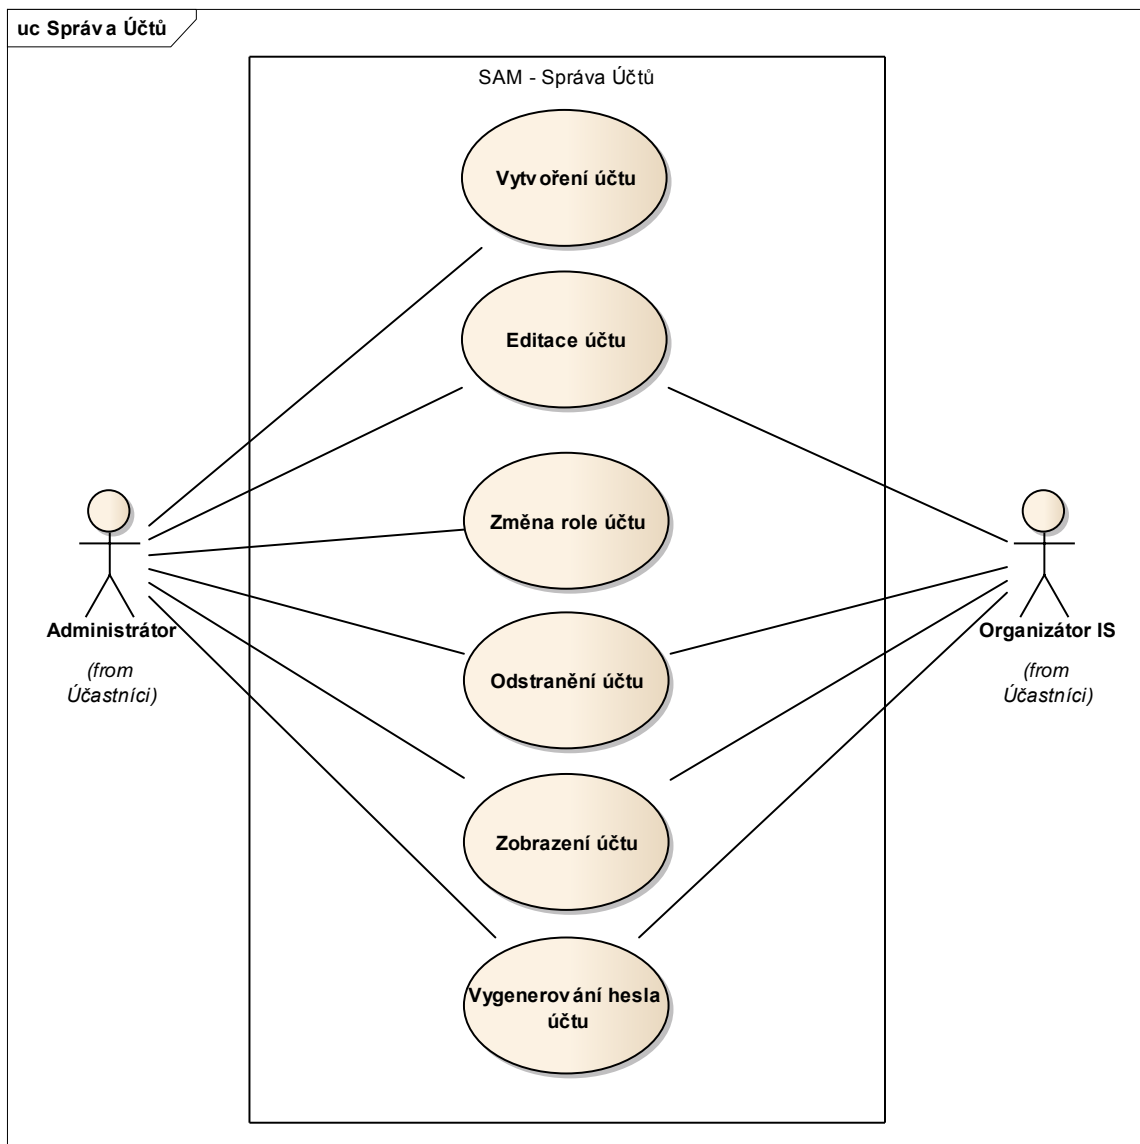 uc Správa Účtů
SAM - Správa Účtů
Vytvoření účtu
Editace účtu
Změna role účtu
Administrátor
(from
Účastníci)
Organizátor IS
(from
Účastníci)
Odstranění účtu
Zobrazení účtu
Vygenerování hesla
účtu